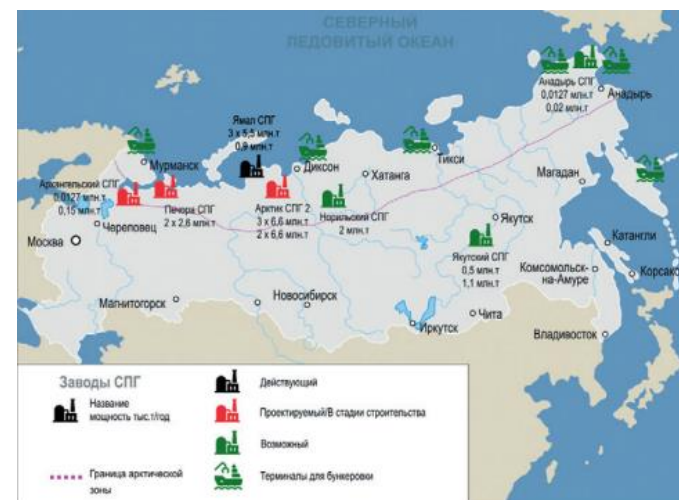 СЕВЕРНЫЙ
ЛЕДОВИТЫЙ ОКЕАН
Анадырь СПГ
0,0127 млн.т
0,02 млн.т
Анадырь
Ямал СПГ
3 x 5,5 млн.т
0,9 млн.т
Мурманск
Диксон
Хатанга
Тикси
Магадан
Архангельский СПГ
0,0127 млн.т
0,15 млн.т
Печора СПГ
2 x 2,6 млн.т
Арктик СПГ 2
3 x 6,6 млн.т
2 x 6,6 млн.т
Норильский СПГ
2 млн.т
Якутск
Якутский СПГ
0,5 млн.т
1,1 млн.т
Череповец
Москва
Катангли
Комсомольск-
на-Амуре
Корсако
Магнитогорск
Новосибирск
Иркутск
Чита
Владивосток
Заводы СПГ
Название
мощность тыс.т/год
Граница арктической
зоны
Действующий
Проектируемый/В стадии строительства
Возможный
Терминалы для бункеровки